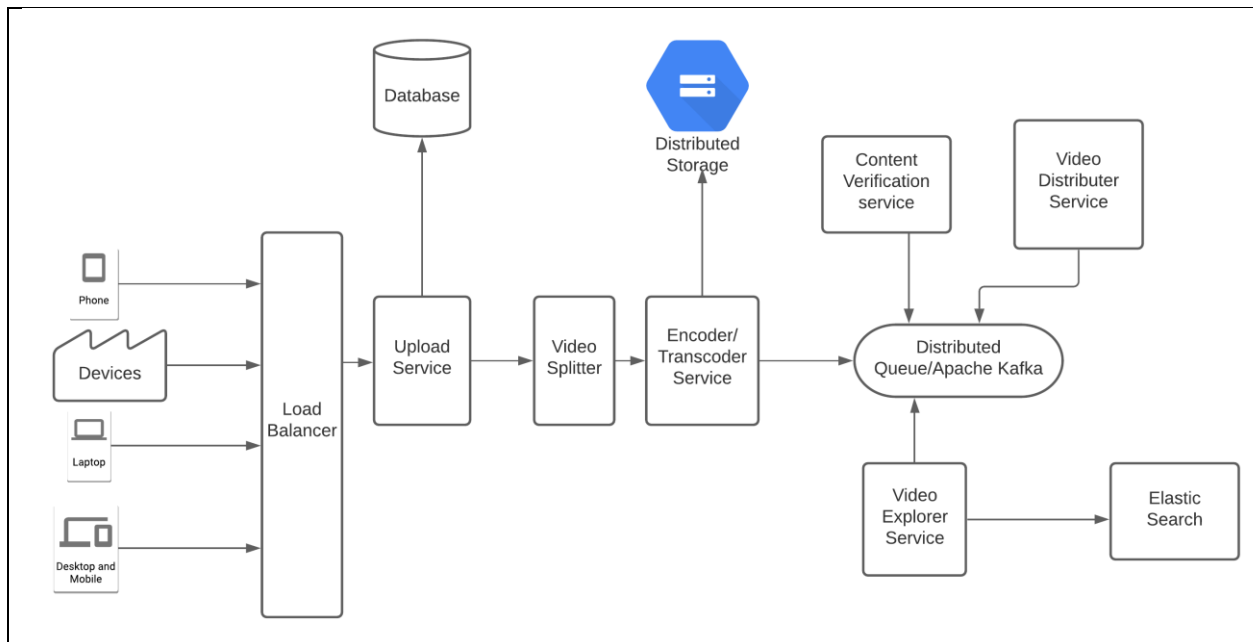 Database
Distributed
Storage
Content
Verification
service
Video
Distributer
Service
Phone
Devices
Laptop
Desktop and
Mobile
Load
Balancer
Upload
Service
Video
Splitter
Encoder/
Transcoder
Service
Distributed
Queue/Apache Kafka
Video
Explorer
Service
Elastic
Search